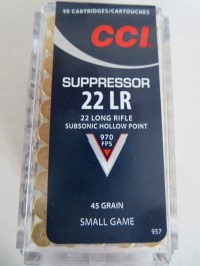 50 CARTRIDGES/CARTOUCHES
CCI
SUPPRESSOR
22 LR
22 LONG RIFLE
SUBSONIC HOLLOW POINT
970
FPS
45 GRAIN
SMALL GAME
957